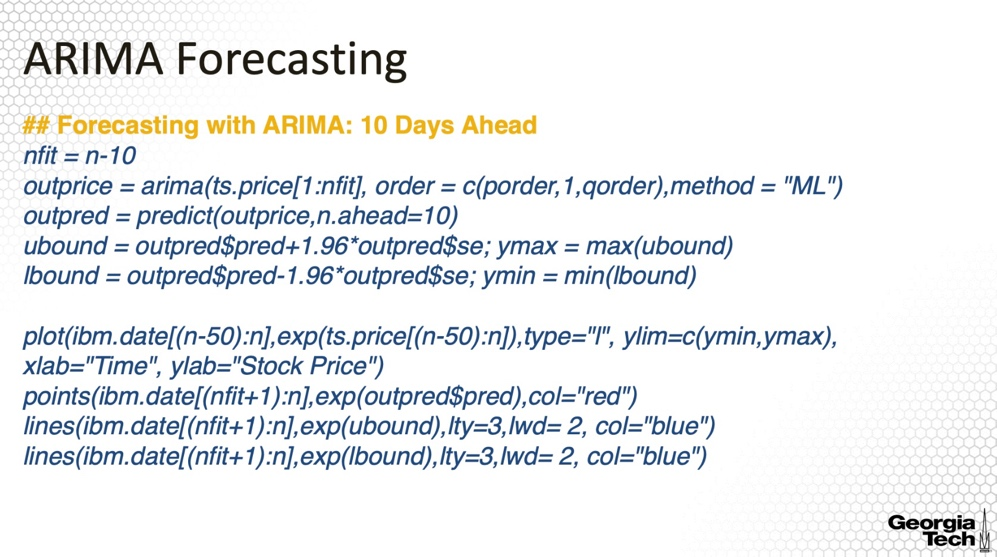 ARIMA Forecasting
## Forecasting with ARIMA: 10 Days Ahead
nfit = n-10
outprice = arima(ts.price[1:nfit], order = c(porder,1,qorder),method = "ML")
outpred = predict(outprice,n.ahead=10)
ubound = outpred$pred+1.96*outpred$se; ymax = max(ubound)
lbound = outpred$pred-1.96*outpred$se; ymin = min(lbound)
plot(ibm.date[(n-50):n],exp(ts.price[(n-50):n]),type="l", ylim=c(ymin,ymax),
xlab="Time", ylab="Stock Price")
points(ibm.date[(nfit+1):n],exp(outpred$pred),col="red")
lines(ibm.date[(nfit+1):n],exp(ubound),lty=3,lwd= 2, col="blue")
lines(ibm.date[(nfit+1):n],exp(lbound),lty=3,lwd= 2, col="blue")
Georgia
Tech